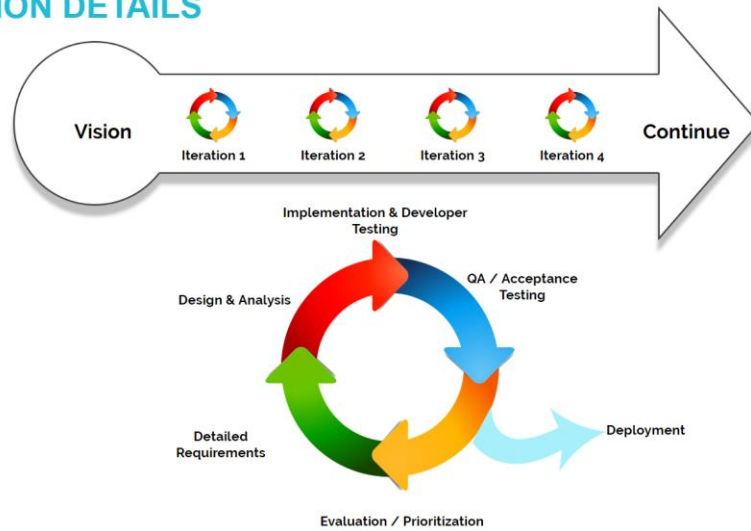 ON DETAILS
Vision
Iteration 1
Iteration 2
Iteration 3
Iteration 4
Continue
Implementation & Developer
Testing
QA / Acceptance
Testing
Design & Analysis
Detailed
Requirements
Deployment
Evaluation / Prioritization